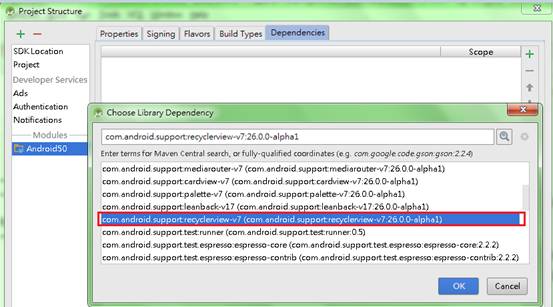 Project Structure
SDK Location
Project
Developer Services
Ads
Authentication
Notifications
Modules
Android50
Properties Signing Flavors Build Types Dependencies
Scope
Choose Library Dependency
com.android.support:recyclerview-v7:26.0.0-alpha1
Enter terms for Maven Central search, or fully-qualified coordinates (e.g. com.google.code.gson:gson:2.2.4)
com.android.support:mediarouter-v7 (com.android.support:mediarouter-v7:26.0.0-alpha1)
com.android.support:cardview-v7 (com.android.support:cardview-v7:26.0.0-alpha1)
com.android.support:palette-v7 (com.android.support:palette-v7:26.0.0-alpha1)
com.android.support:leanback-v17 (com.android.support:leanback-v17:26.0.0-alpha1)
com.android.support:recyclerview-v7 (com.android.support:recyclerview-v7:26.0.0-alpha1)
com.android.support.test:runner (com.android.support.test:runner:0.5)
com.android.support.test.espresso:espresso-core (com.android.support.test.espresso:espresso-core:2.2.2)
com.android.support.test.espresso:espresso-contrib (com.android.support.test.espresso:espresso-contrib:2.2.2)
OK Cancel